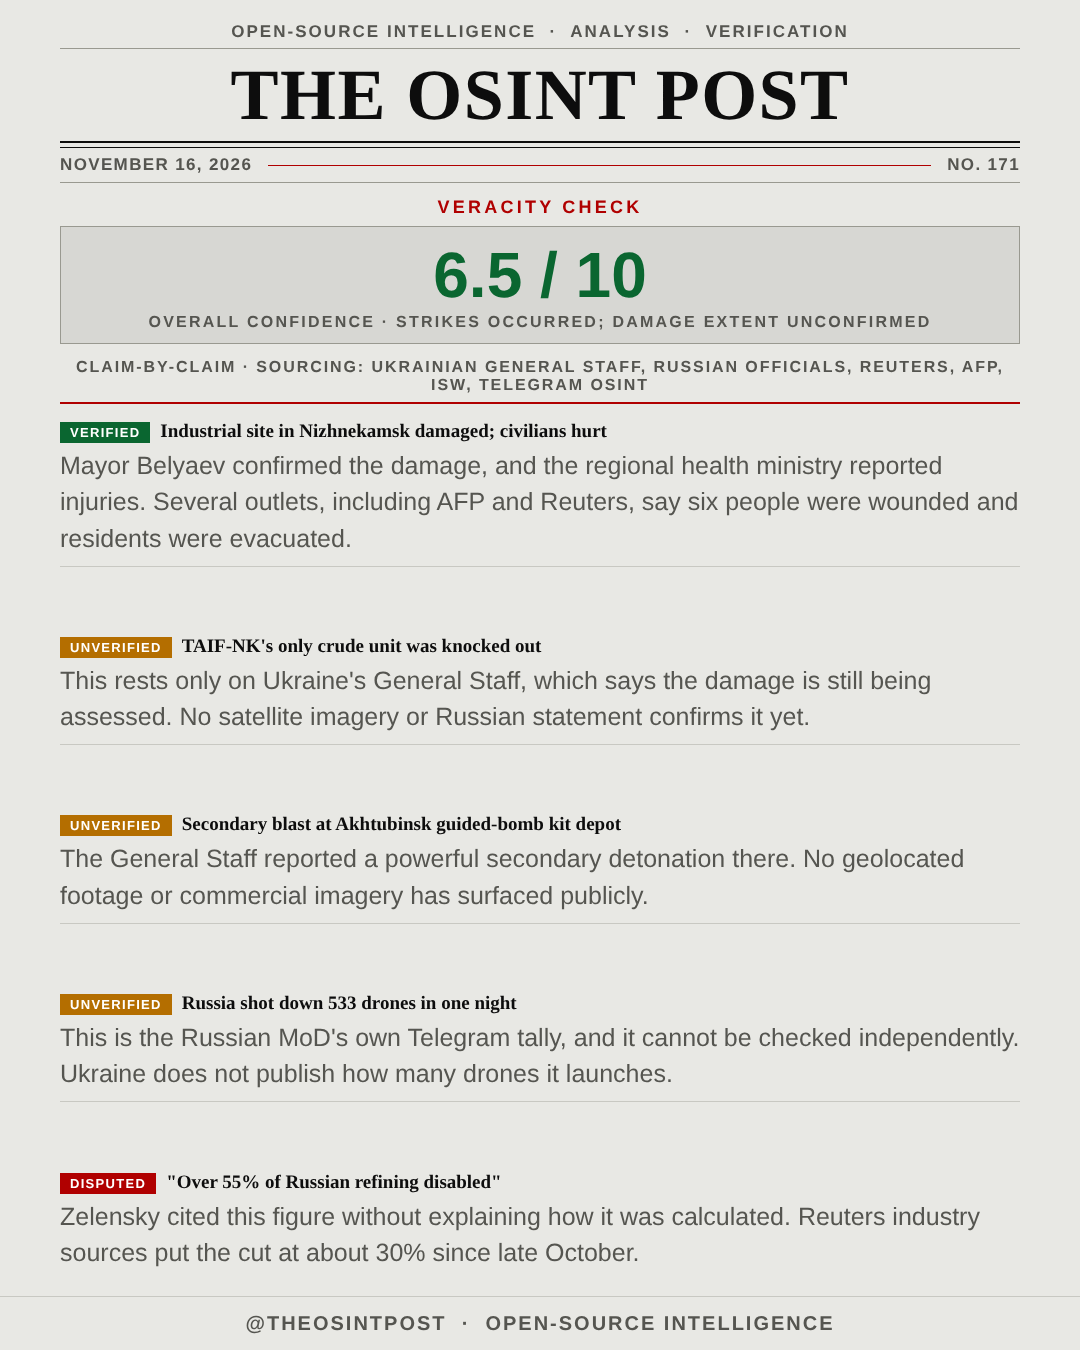 OPEN-SOURCE INTELLIGENCE · ANALYSIS · VERIFICATION
THE OSINT POST
NOVEMBER 16, 2026 NO. 171
VERACITY CHECK
6.5 / 10
OVERALL CONFIDENCE · STRIKES OCCURRED; DAMAGE EXTENT UNCONFIRMED
CLAIM-BY-CLAIM · SOURCING: UKRAINIAN GENERAL STAFF, RUSSIAN OFFICIALS, REUTERS, AFP,
ISW, TELEGRAM OSINT
VERIFIED Industrial site in Nizhnekamsk damaged; civilians hurt
Mayor Belyaev confirmed the damage, and the regional health ministry reported
injuries. Several outlets, including AFP and Reuters, say six people were wounded and
residents were evacuated.
UNVERIFIED TAIF-NK's only crude unit was knocked out
This rests only on Ukraine's General Staff, which says the damage is still being
assessed. No satellite imagery or Russian statement confirms it yet.
UNVERIFIED Secondary blast at Akhtubinsk guided-bomb kit depot
The General Staff reported a powerful secondary detonation there. No geolocated
footage or commercial imagery has surfaced publicly.
UNVERIFIED Russia shot down 533 drones in one night
This is the Russian MoD's own Telegram tally, and it cannot be checked independently.
Ukraine does not publish how many drones it launches.
DISPUTED "Over 55% of Russian refining disabled"
Zelensky cited this figure without explaining how it was calculated. Reuters industry
sources put the cut at about 30% since late October.
@THEOSINTPOST · OPEN-SOURCE INTELLIGENCE